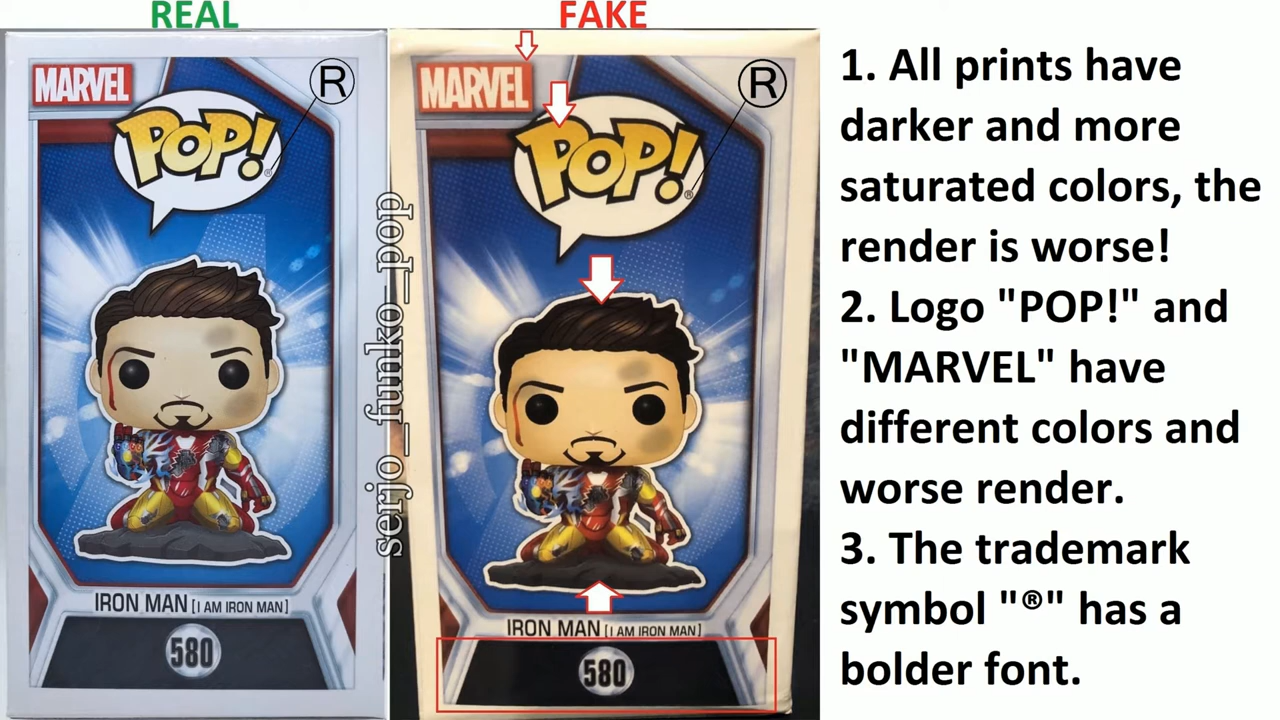 REAL
FAKE
MARVEL
POP!
®
®
IRON MAN [I AM IRON MAN]
580
serjo_funko_pop
MARVEL
POP!
®
®
IRON MAN [I AM IRON MAN]
580
1. All prints have
darker and more
saturated colors, the
render is worse!
2. Logo "POP!" and
"MARVEL" have
different colors and
worse render.
3. The trademark
symbol "®" has a
bolder font.